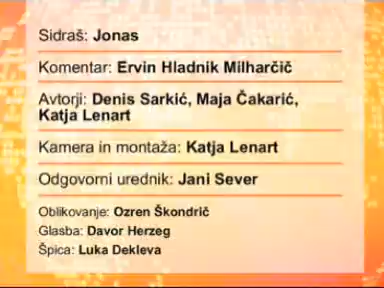 Sidraš: Jonas
Komentar: Ervin Hladnik Milharčič
Avtorji: Denis Sarkić, Maja Čakarić,
Katja Lenart
Kamera in montaža: Katja Lenart
Odgovorni urednik: Jani Sever
Oblikovanje: Ozren Škondrič
Glasba: Davor Herzeg
Špica: Luka Dekleva